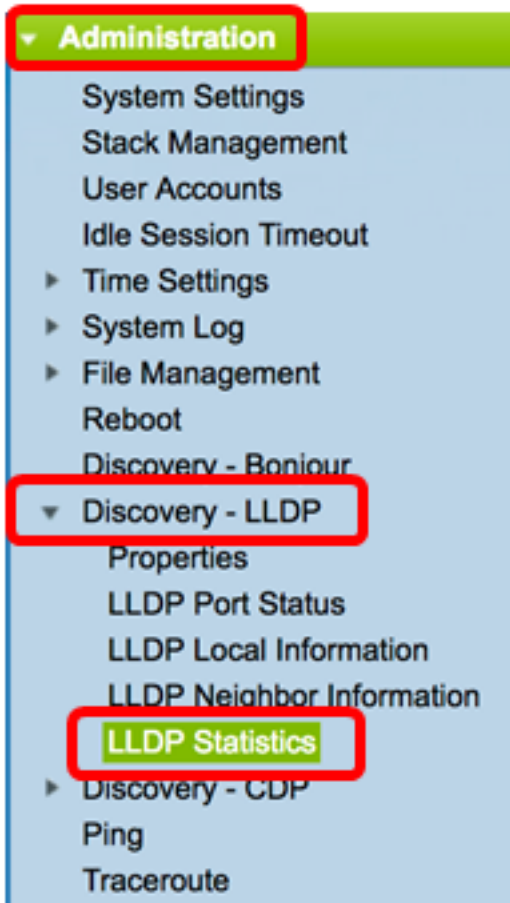 Administration
System Settings
Stack Management
User Accounts
Idle Session Timeout
Time Settings
System Log
File Management
Reboot
Discovery - Bonjour
Discovery - LLDP
Properties
LLDP Port Status
LLDP Local Information
LLDP Neighbor Information
LLDP Statistics
Discovery - CDP
Ping
Traceroute